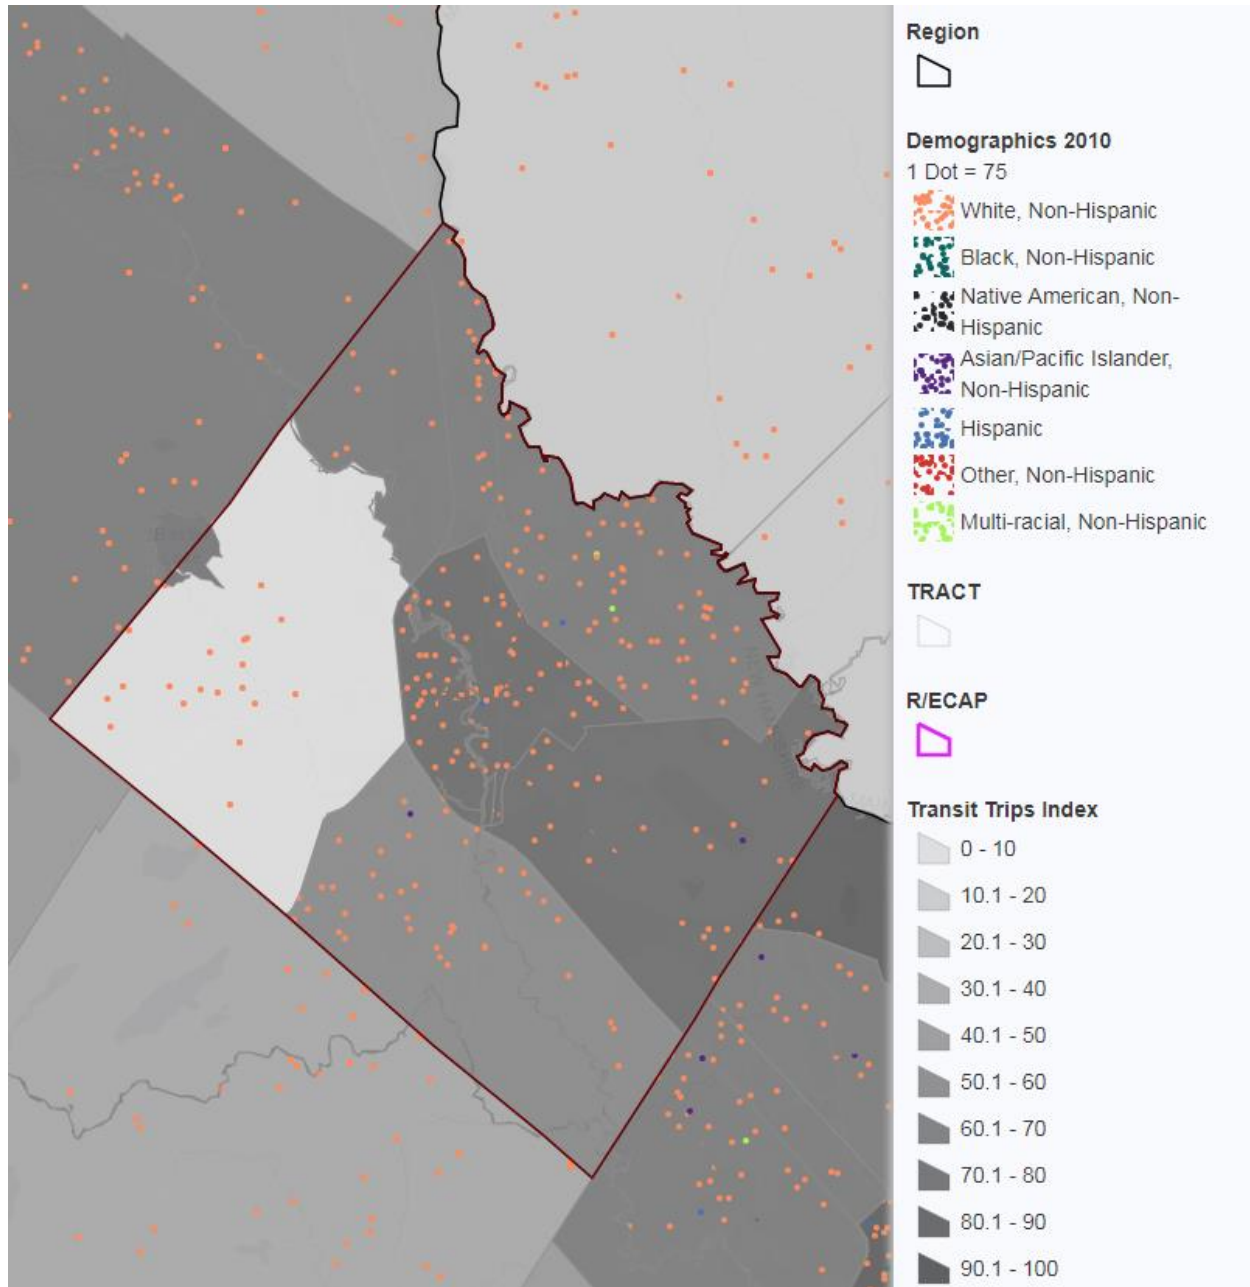 Region
Demographics 2010
1 Dot = 75
White, Non-Hispanic
Black, Non-Hispanic
Native American, Non-
Hispanic
Asian/Pacific Islander,
Non-Hispanic
Hispanic
Other, Non-Hispanic
Multi-racial, Non-Hispanic
TRACT
R/ECAP
Transit Trips Index
0 - 10
10.1 - 20
20.1 - 30
30.1 - 40
40.1 - 50
50.1 - 60
60.1 - 70
70.1 - 80
80.1 - 90
90.1 - 100